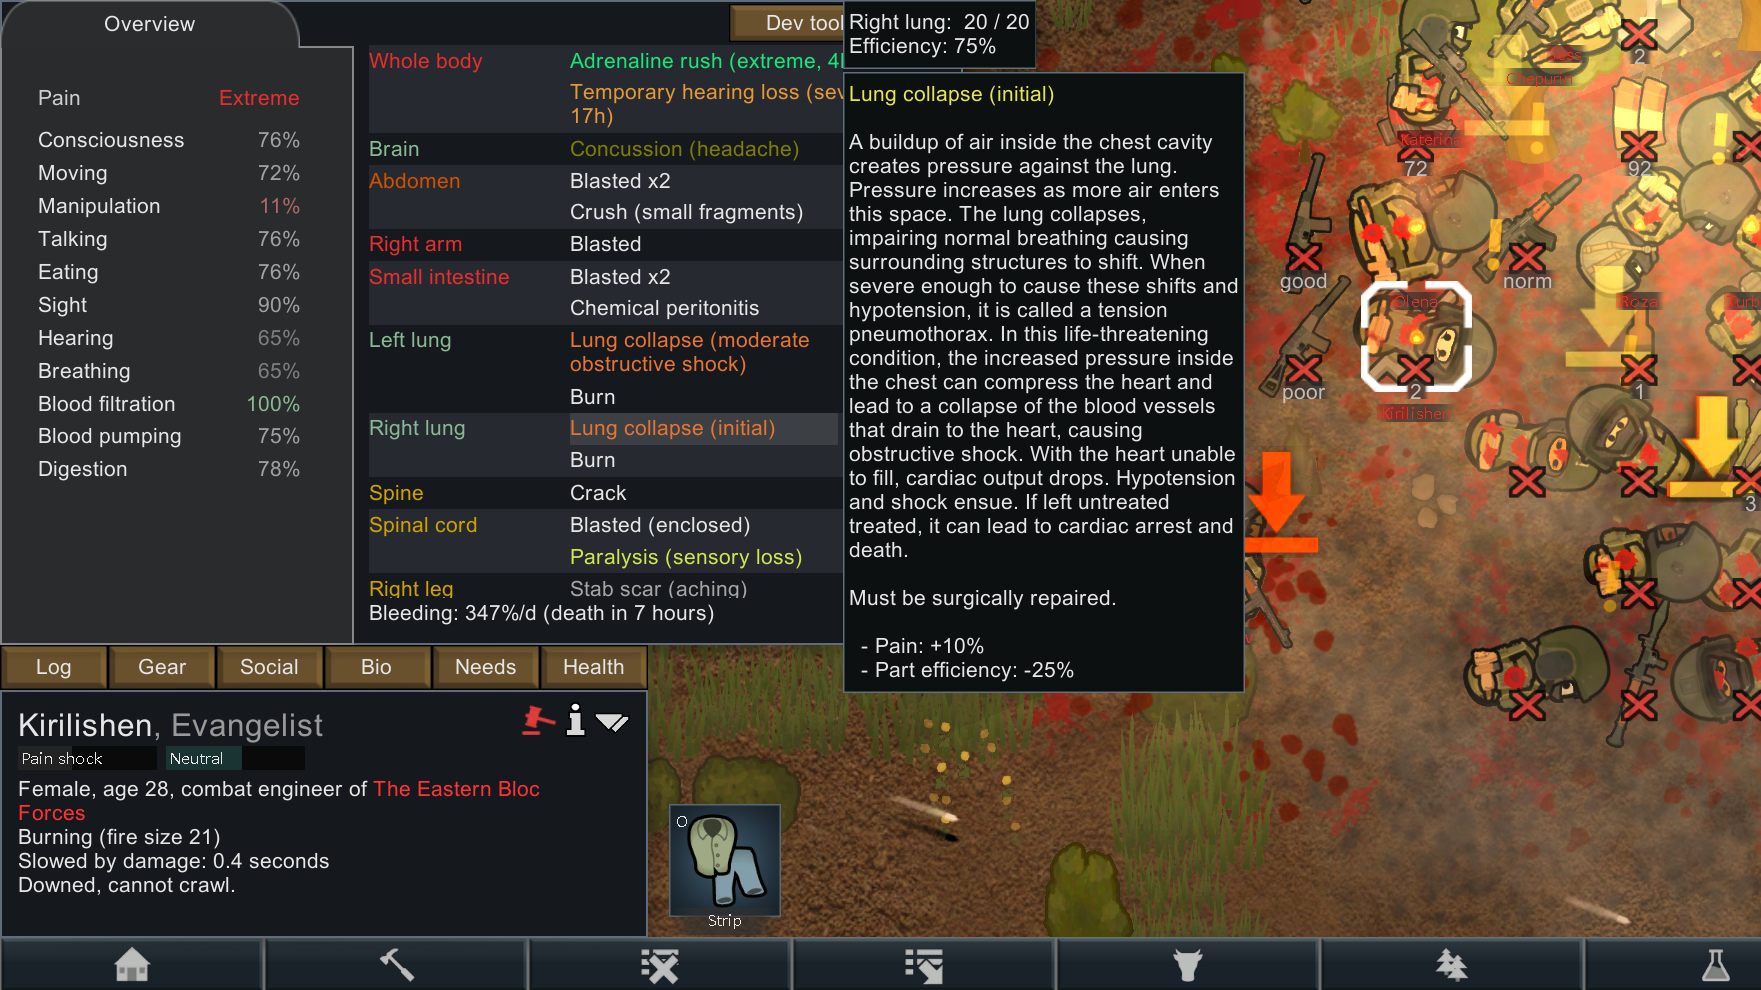 Overview
Pain Extreme
Consciousness 76%
Moving 72%
Manipulation 11%
Talking 76%
Eating 76%
Sight 90%
Hearing 65%
Breathing 65%
Blood filtration 100%
Blood pumping 75%
Digestion 78%
Dev tool
Whole body Adrenaline rush (extreme, 4
Temporary hearing loss (sev
17h)
Brain Concussion (headache)
Abdomen Blasted x2
Crush (small fragments)
Right arm Blasted
Small intestine Blasted x2
Chemical peritonitis
Left lung Lung collapse (moderate
obstructive shock)
Burn
Right lung Lung collapse (initial)
Burn
Spine Crack
Spinal cord Blasted (enclosed)
Paralysis (sensory loss)
Right leg Stab scar (aching)
Bleeding: 347%/d (death in 7 hours)
Right lung: 20 / 20
Efficiency: 75%
Lung collapse (initial)
A buildup of air inside the chest cavity
creates pressure against the lung.
Pressure increases as more air enters
this space. The lung collapses,
impairing normal breathing causing
surrounding structures to shift. When
severe enough to cause these shifts and
hypotension, it is called a tension
pneumothorax. In this life-threatening
condition, the increased pressure inside
the chest can compress the heart and
lead to a collapse of the blood vessels
that drain to the heart, causing
obstructive shock. With the heart unable
to fill, cardiac output drops. Hypotension
and shock ensue. If left untreated
treated, it can lead to cardiac arrest and
death.
Must be surgically repaired.
- Pain: +10%
- Part efficiency: -25%
Log Gear Social Bio Needs Health
Kirilishen, Evangelist
Pain shock Neutral
Female, age 28, combat engineer of The Eastern Bloc
Forces
Burning (fire size 21)
Slowed by damage: 0.4 seconds
Downed, cannot crawl.
Strip
2
Chepurin
Katerina
72
92
good
norm
Olena
Roza
poor
2
1
Kirilishen
3